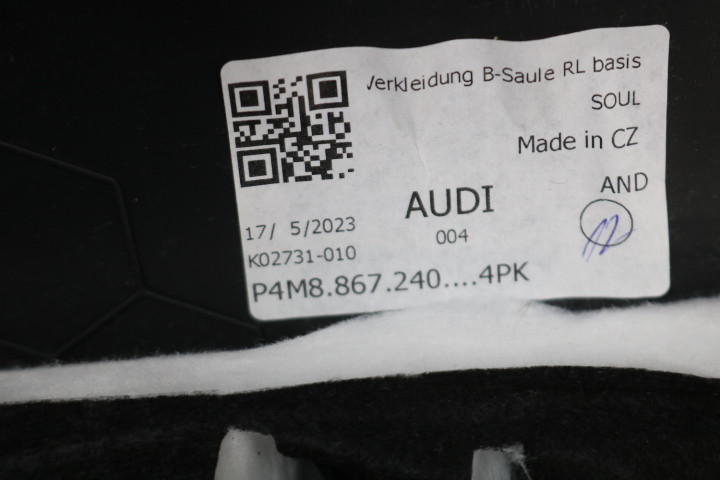 Verkleidung B-Saule RL basis
SOUL
Made in CZ
AND
AUDI
004
17/ 5/2023
K02731-010
P4M8.867.240....4PK